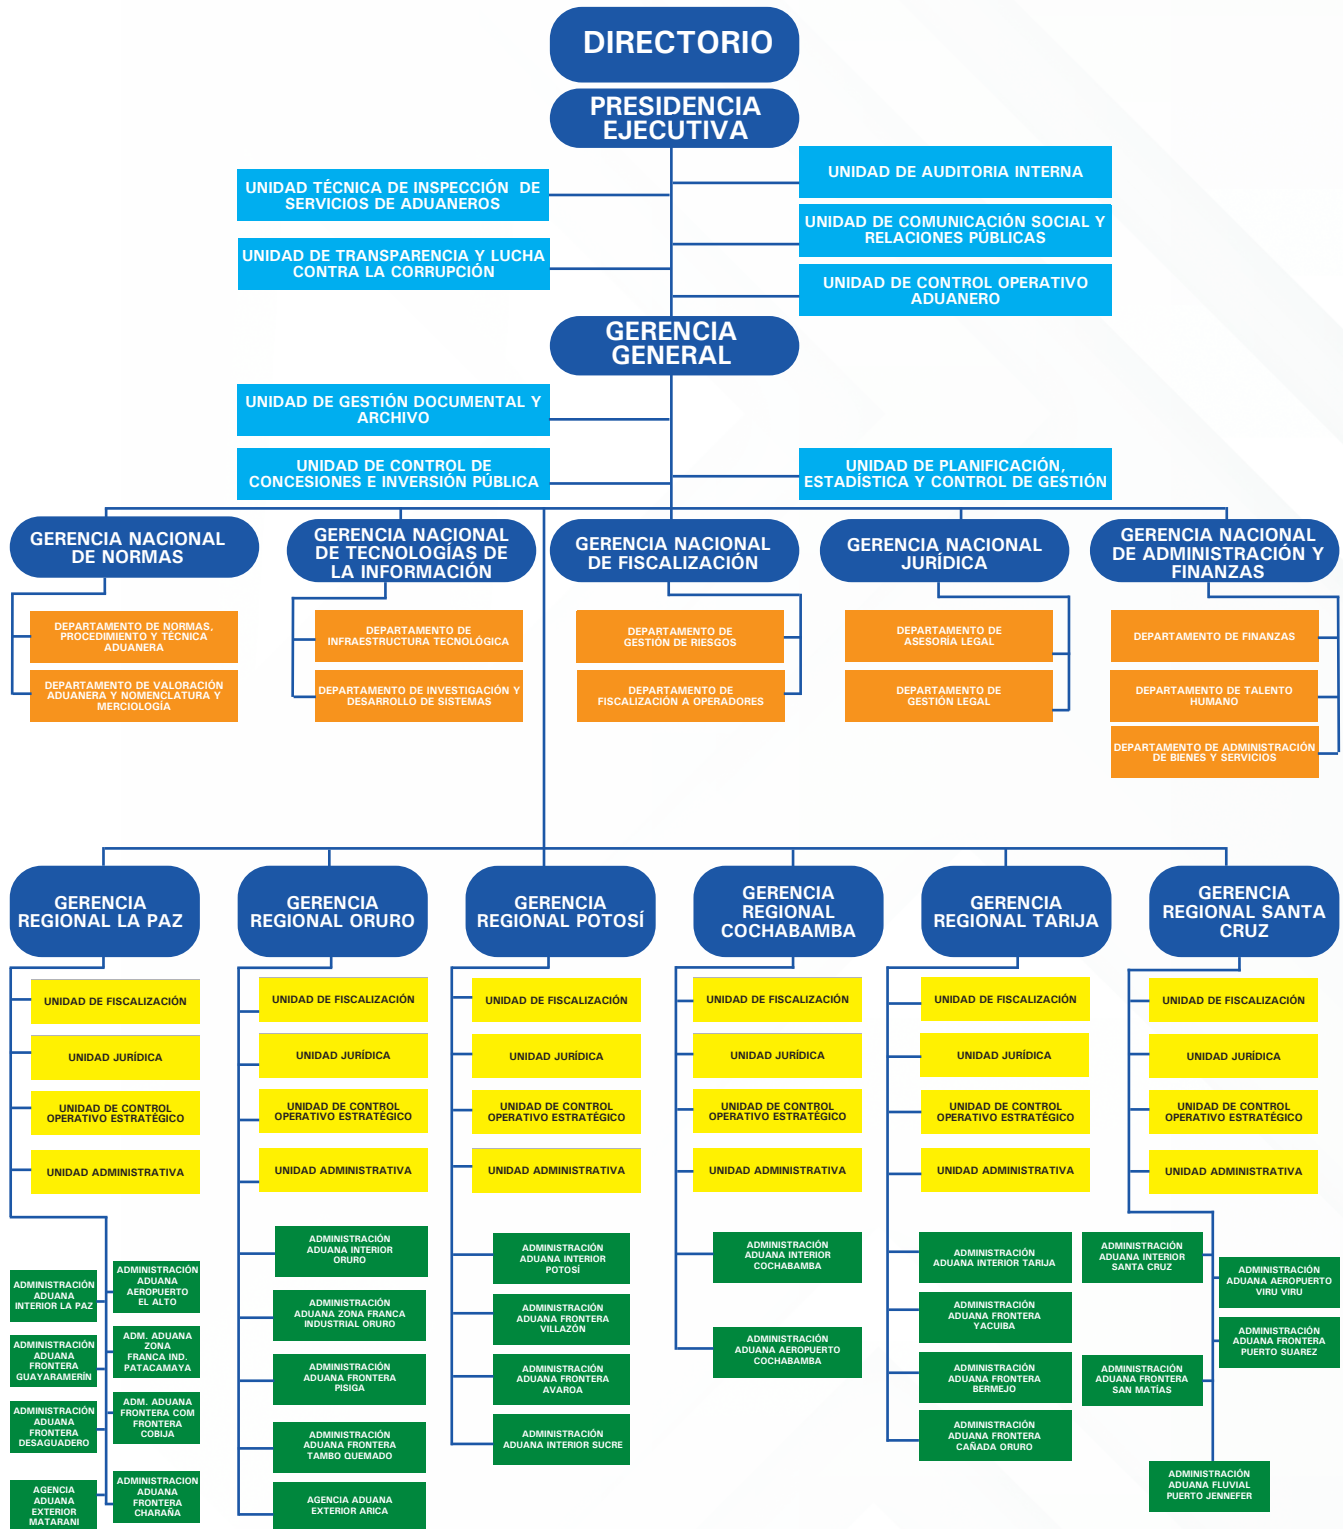 DIRECTORIO
PRESIDENCIA
EJECUTIVA
UNIDAD TÉCNICA DE INSPECCIÓN DE
SERVICIOS DE ADUANEROS
UNIDAD DE AUDITORIA INTERNA
UNIDAD DE COMUNICACIÓN SOCIAL Y
RELACIONES PÚBLICAS
UNIDAD DE TRANSPARENCIA Y LUCHA
CONTRA LA CORRUPCIÓN
UNIDAD DE CONTROL OPERATIVO
ADUANERO
GERENCIA
GENERAL
UNIDAD DE GESTIÓN DOCUMENTAL Y
ARCHIVO
UNIDAD DE CONTROL DE
CONCESIONES E INVERSIÓN PÚBLICA
UNIDAD DE PLANIFICACIÓN,
ESTADÍSTICA Y CONTROL DE GESTIÓN
GERENCIA NACIONAL
DE NORMAS
GERENCIA NACIONAL
DE TECNOLOGÍAS DE
LA INFORMACIÓN
GERENCIA NACIONAL
DE FISCALIZACIÓN
GERENCIA NACIONAL
JURÍDICA
GERENCIA NACIONAL
DE ADMINISTRACIÓN Y
FINANZAS
DEPARTAMENTO DE NORMAS,
PROCEDIMIENTO Y TÉCNICA
ADUANERA
DEPARTAMENTO DE
INFRAESTRUCTURA TECNOLÓGICA
DEPARTAMENTO DE
GESTIÓN DE RIESGOS
DEPARTAMENTO DE
ASESORÍA LEGAL
DEPARTAMENTO DE FINANZAS
DEPARTAMENTO DE VALORACIÓN
ADUANERA Y NOMENCLATURA Y
MERCIOLOGÍA
DEPARTAMENTO DE INVESTIGACIÓN Y
DESARROLLO DE SISTEMAS
DEPARTAMENTO DE
FISCALIZACIÓN A OPERADORES
DEPARTAMENTO DE
GESTIÓN LEGAL
DEPARTAMENTO DE TALENTO
HUMANO
DEPARTAMENTO DE ADMINISTRACIÓN
DE BIENES Y SERVICIOS
GERENCIA
REGIONAL LA PAZ
GERENCIA
REGIONAL ORURO
GERENCIA
REGIONAL POTOSÍ
GERENCIA
REGIONAL
COCHABAMBA
GERENCIA
REGIONAL TARIJA
GERENCIA
REGIONAL SANTA
CRUZ
UNIDAD DE FISCALIZACIÓN
UNIDAD DE FISCALIZACIÓN
UNIDAD DE FISCALIZACIÓN
UNIDAD DE FISCALIZACIÓN
UNIDAD DE FISCALIZACIÓN
UNIDAD DE FISCALIZACIÓN
UNIDAD JURÍDICA
UNIDAD JURÍDICA
UNIDAD JURÍDICA
UNIDAD JURÍDICA
UNIDAD JURÍDICA
UNIDAD JURÍDICA
UNIDAD DE CONTROL
OPERATIVO ESTRATÉGICO
UNIDAD DE CONTROL
OPERATIVO ESTRATÉGICO
UNIDAD DE CONTROL
OPERATIVO ESTRATÉGICO
UNIDAD DE CONTROL
OPERATIVO ESTRATÉGICO
UNIDAD DE CONTROL
OPERATIVO ESTRATÉGICO
UNIDAD DE CONTROL
OPERATIVO ESTRATÉGICO
UNIDAD ADMINISTRATIVA
UNIDAD ADMINISTRATIVA
UNIDAD ADMINISTRATIVA
UNIDAD ADMINISTRATIVA
UNIDAD ADMINISTRATIVA
UNIDAD ADMINISTRATIVA
ADMINISTRACIÓN
ADUANA
INTERIOR LA PAZ
ADMINISTRACIÓN
ADUANA
AEROPUERTO
EL ALTO
ADMINISTRACIÓN
ADUANA
FRONTERA
GUAYARAMERÍN
ADM. ADUANA
ZONA
FRANCA IND.
PATACAMAYA
ADMINISTRACIÓN
ADUANA
FRONTERA
DESAGUADERO
ADM. ADUANA
FRONTERA COM
FRONTERA
COBIJA
AGENCIA
ADUANA
EXTERIOR
MATARANI
ADMINISTRACION
ADUANA
FRONTERA
CHARAÑA
ADMINISTRACIÓN
ADUANA INTERIOR
ORURO
ADMINISTRACIÓN
ADUANA ZONA FRANCA
INDUSTRIAL ORURO
ADMINISTRACIÓN
ADUANA FRONTERA
PISIGA
ADMINISTRACIÓN
ADUANA FRONTERA
TAMBO QUEMADO
AGENCIA ADUANA
EXTERIOR ARICA
ADMINISTRACIÓN
ADUANA INTERIOR
POTOSÍ
ADMINISTRACIÓN
ADUANA FRONTERA
VILLAZÓN
ADMINISTRACIÓN
ADUANA FRONTERA
AVAROA
ADMINISTRACIÓN
ADUANA INTERIOR SUCRE
ADMINISTRACIÓN
ADUANA INTERIOR
COCHABAMBA
ADMINISTRACIÓN
ADUANA AEROPUERTO
COCHABAMBA
ADMINISTRACIÓN
ADUANA INTERIOR TARIJA
ADMINISTRACIÓN
ADUANA FRONTERA
YACUIBA
ADMINISTRACIÓN
ADUANA FRONTERA
BERMEJO
ADMINISTRACIÓN
ADUANA FRONTERA
CAÑADA ORURO
ADMINISTRACIÓN
ADUANA INTERIOR
SANTA CRUZ
ADMINISTRACIÓN
ADUANA AEROPUERTO
VIRU VIRU
ADMINISTRACIÓN
ADUANA FRONTERA
PUERTO SUAREZ
ADMINISTRACIÓN
ADUANA FRONTERA
SAN MATÍAS
ADMINISTRACIÓN
ADUANA FLUVIAL
PUERTO JENNEFER